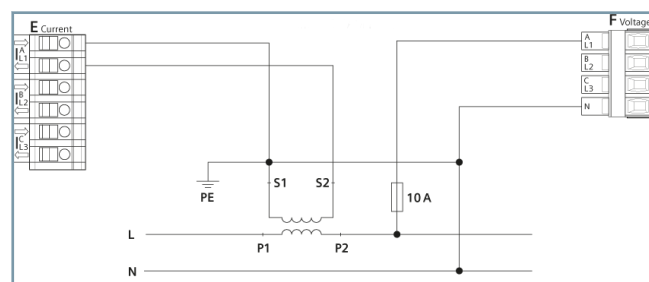 E Current
F Voltage
I A L1
I B L2
I C L3
A L1
B L2
C L3
N
PE
S1 S2
10 A
L
P1 P2
N